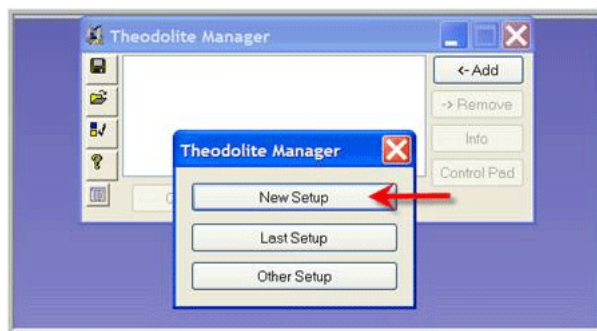 Theodolite Manager
<- Add
-> Remove
Info
Control Pad
Theodolite Manager
New Setup
Last Setup
Other Setup